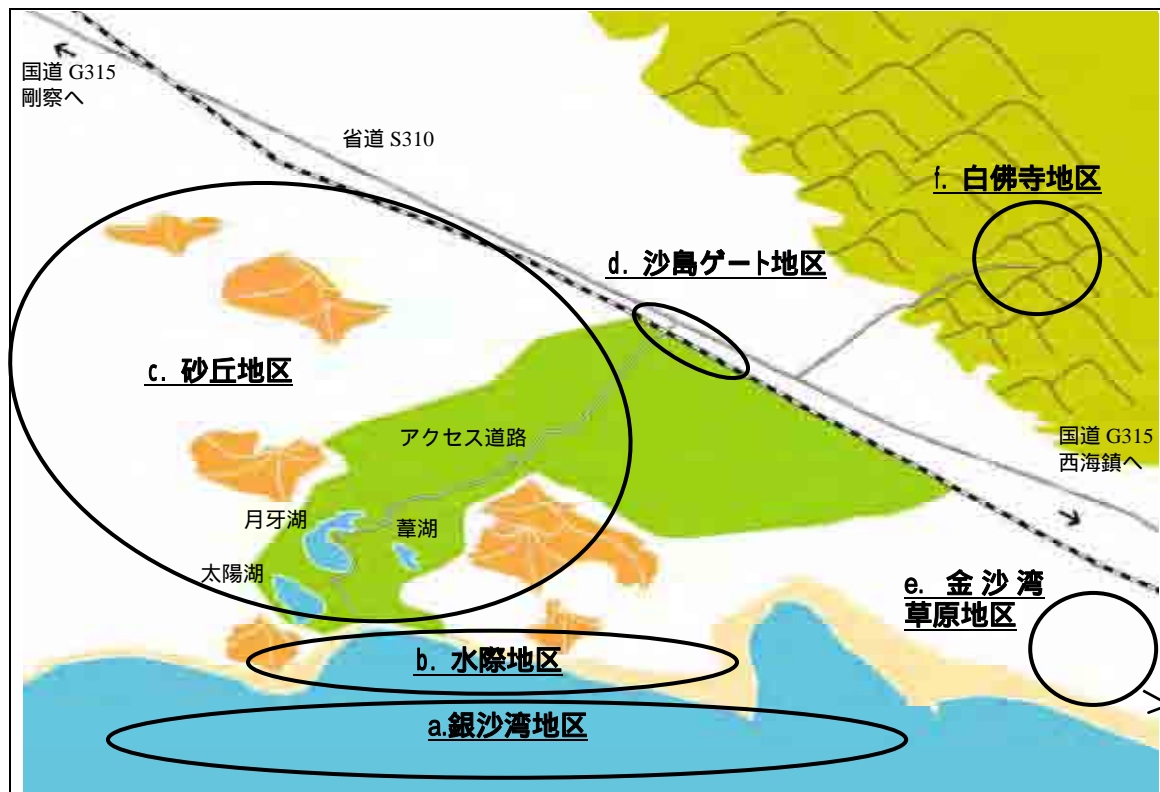 国道 G315
剛察へ
省道 S310
f. 白佛寺地区
d. 沙島ゲート地区
c. 砂丘地区
アクセス道路
国道 G315
西海鎮へ
月牙湖
葦湖
太陽湖
e. 金沙湾
草原地区
b. 水際地区
a.銀沙湾地区